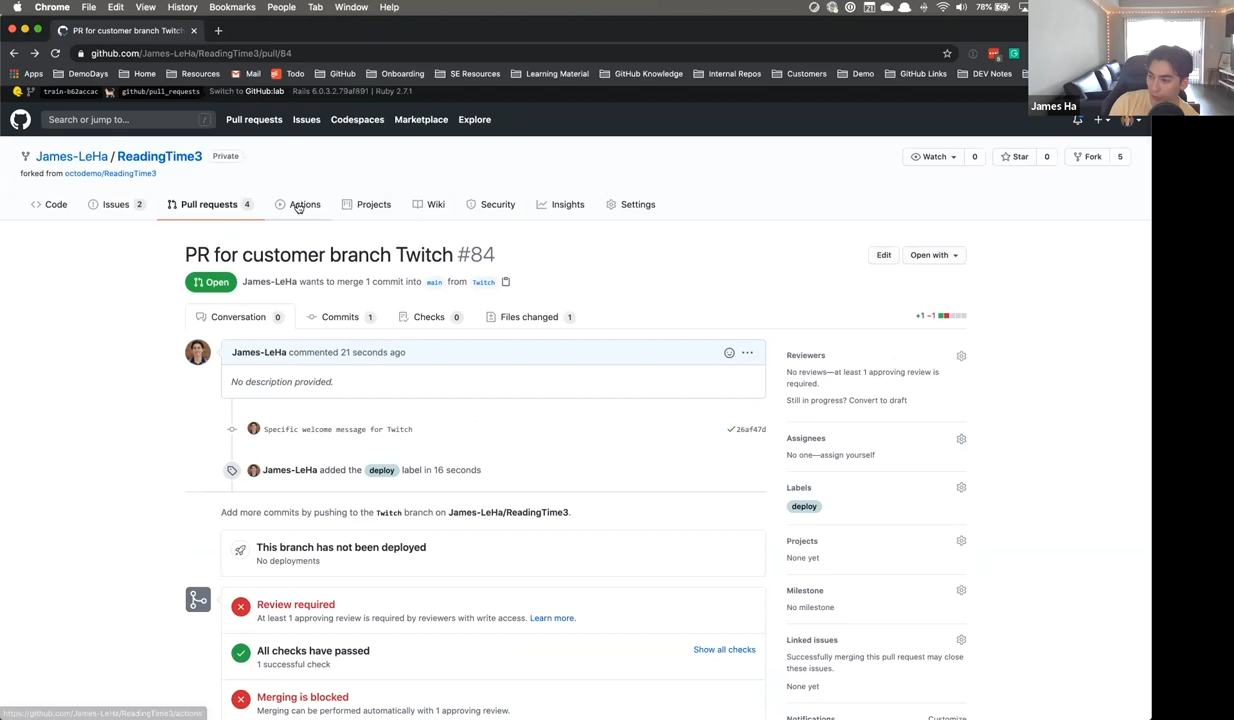 Chrome File Edit View History Bookmarks People Tab Window Help
78%
PR for customer branch Twitch
github.com/James-LeHa/ReadingTime3/pull/84
Apps DemoDays Home Resources Mail Todo GitHub Onboarding SE Resources Learning Material GitHub Knowledge Internal Repos Customers Demo GitHub Links DEV Notes
train-b62accac github/pull_requests Switch to GitHub:lab Rails 6.0.3.2.79af891 | Ruby 2.7.1
James Ha
Search or jump to... /
Pull requests Issues Codespaces Marketplace Explore
James-LeHa / ReadingTime3 Private
Watch 0 Star 0 Fork 5
forked from octodemo/ReadingTime3
Code Issues 2 Pull requests 4 Actions Projects Wiki Security Insights Settings
PR for customer branch Twitch #84
Edit Open with
Open James-LeHa wants to merge 1 commit into main from Twitch
Conversation 0 Commits 1 Checks 0 Files changed 1
+1 −1
James-LeHa commented 21 seconds ago
No description provided.
Specific welcome message for Twitch 26af47d
James-LeHa added the deploy label in 16 seconds
Add more commits by pushing to the Twitch branch on James-LeHa/ReadingTime3.
This branch has not been deployed
No deployments
Review required
At least 1 approving review is required by reviewers with write access. Learn more.
All checks have passed
Show all checks
1 successful check
Merging is blocked
Merging can be performed automatically with 1 approving review.
Reviewers
No reviews—at least 1 approving review is
required.
Still in progress? Convert to draft
Assignees
No one—assign yourself
Labels
deploy
Projects
None yet
Milestone
No milestone
Linked issues
Successfully merging this pull request may close
these issues.
None yet
Notifications Customize
https://github.com/James-LeHa/ReadingTime3/actions